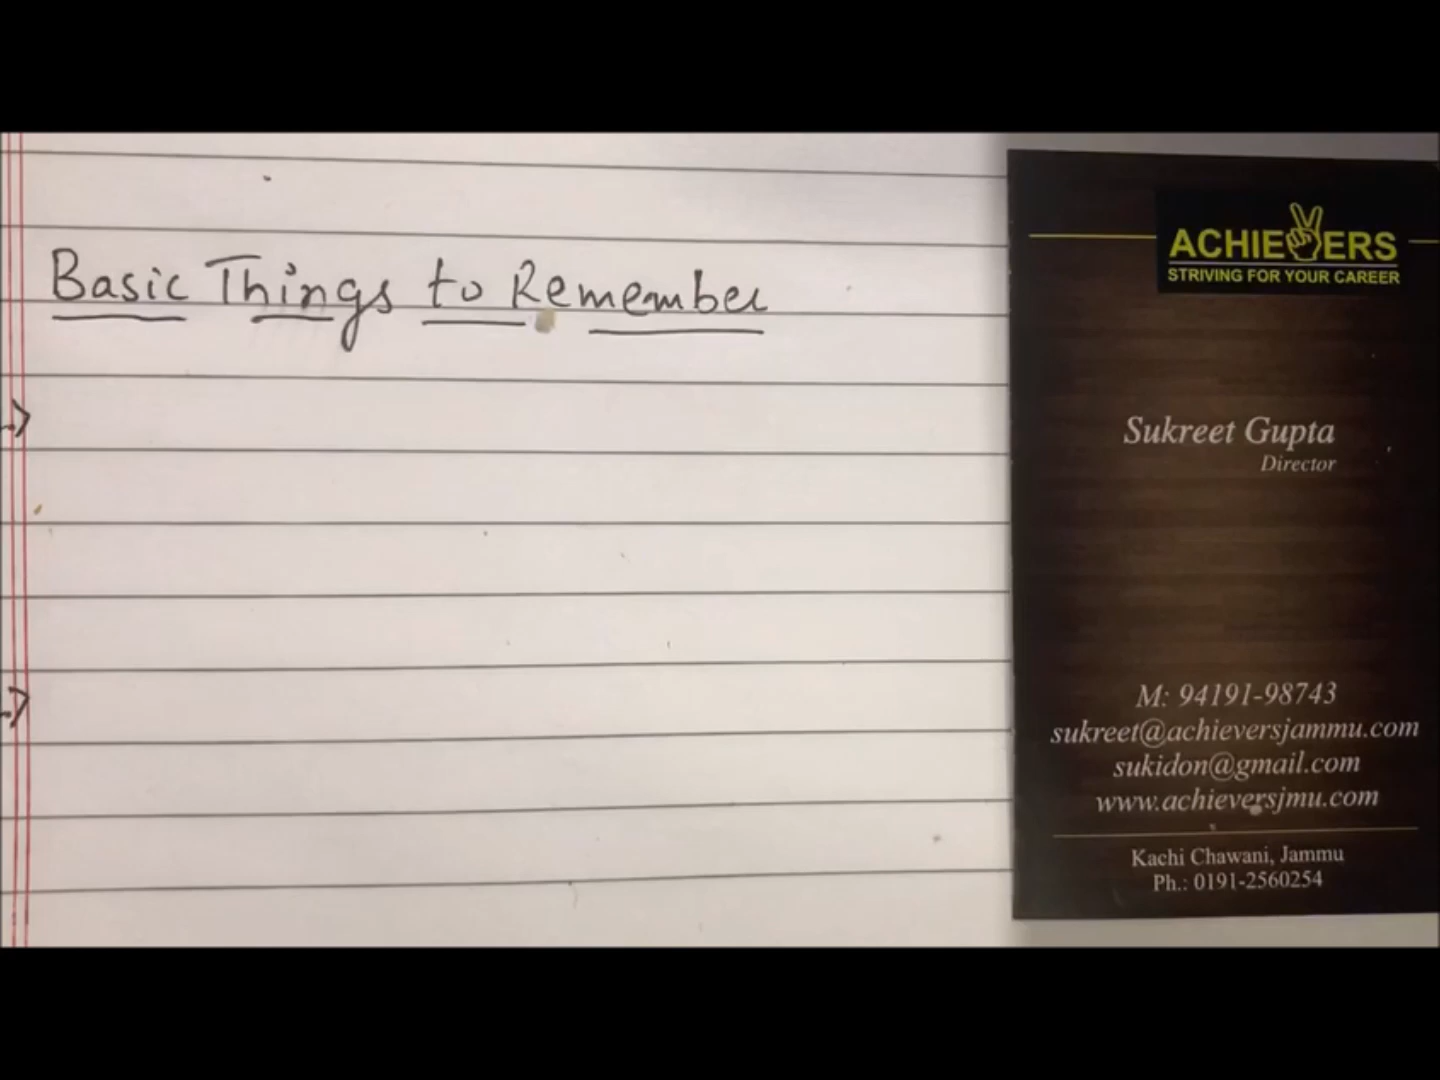 Basic Things to Remember
→
→
ACHIEVERS
STRIVING FOR YOUR CAREER
Sukreet Gupta
Director
M: 94191-98743
sukreet@achieversjammu.com
sukidon@gmail.com
www.achieversjmu.com
Kachi Chawani, Jammu
Ph.: 0191-2560254